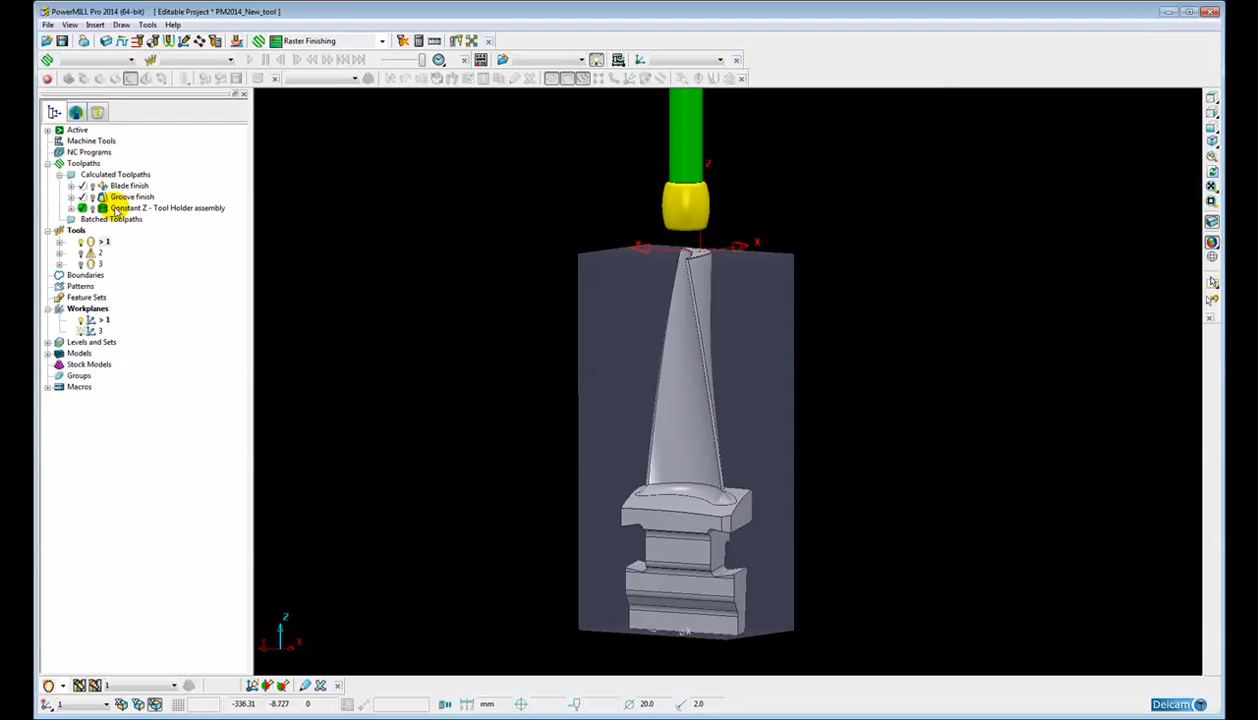 PowerMILL Pro 2014 (64-bit) [ Editable Project * PM2014_New_tool ]
File View Insert Draw Tools Help
Raster Finishing
Active
Machine Tools
NC Programs
Toolpaths
Calculated Toolpaths
Blade finish
Groove finish
Constant Z - Tool Holder assembly
Batched Toolpaths
Tools
> 1
2
3
Boundaries
Patterns
Feature Sets
Workplanes
> 1
3
Levels and Sets
Models
Stock Models
Groups
Macros
Z
X
Z
X
1
1 -336.31 -8.727 0 mm 20.0 2.0 Delcam